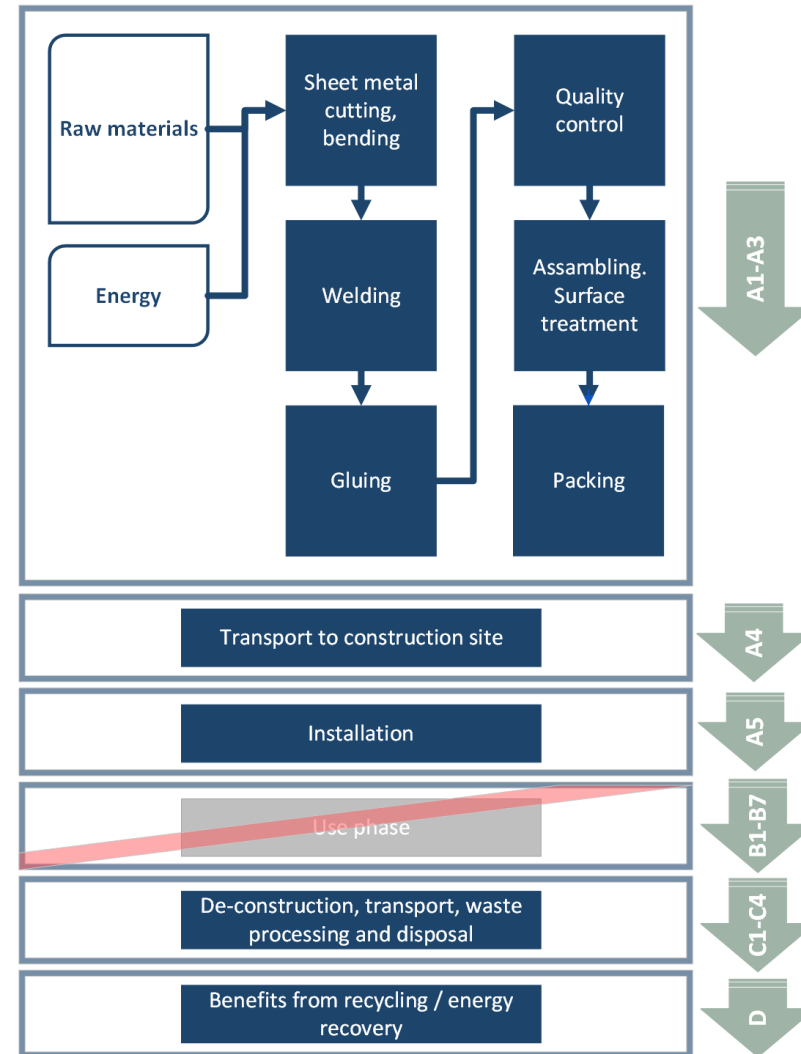 Raw materials
Energy
Sheet metal
cutting,
bending
Welding
Gluing
Quality
control
Assambling.
Surface
treatment
Packing
A1-A3
Transport to construction site
A4
Installation
A5
Use phase
B1-B7
De-construction, transport, waste
processing and disposal
C1-C4
Benefits from recycling / energy
recovery
D